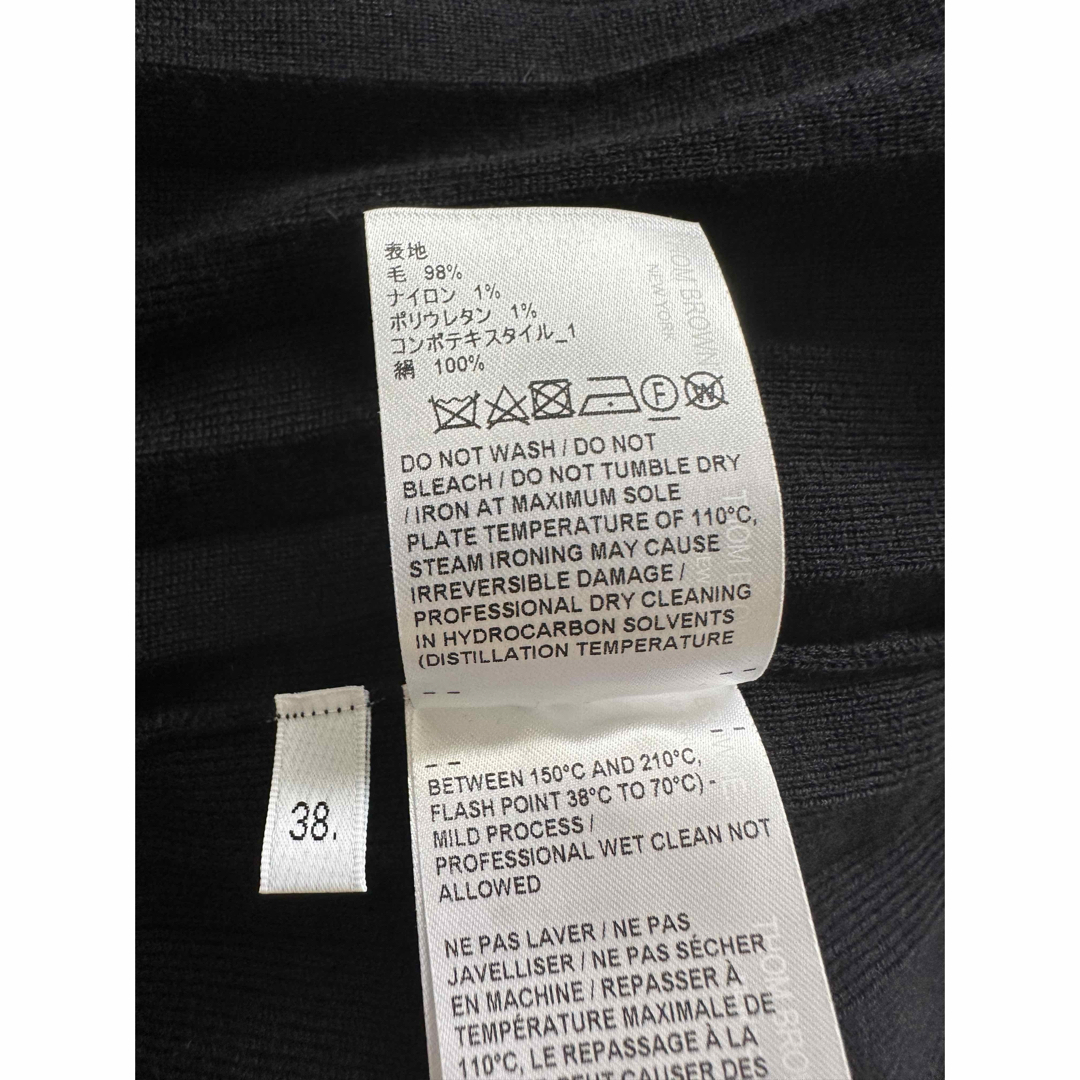 表地
毛 98%
ナイロン 1%
ポリウレタン 1%
コンポテキスタイル_1
絹 100%
F
W
DO NOT WASH / DO NOT
BLEACH / DO NOT TUMBLE DRY
/ IRON AT MAXIMUM SOLE
PLATE TEMPERATURE OF 110°C,
STEAM IRONING MAY CAUSE
IRREVERSIBLE DAMAGE /
PROFESSIONAL DRY CLEANING
IN HYDROCARBON SOLVENTS
(DISTILLATION TEMPERATURE
BETWEEN 150°C AND 210°C,
FLASH POINT 38°C TO 70°C) -
MILD PROCESS /
PROFESSIONAL WET CLEAN NOT
ALLOWED
NE PAS LAVER / NE PAS
JAVELLISER / NE PAS SÉCHER
EN MACHINE / REPASSER À
TEMPÉRATURE MAXIMALE DE
110°C, LE REPASSAGE À LA
PEUT CAUSER DES
38.
NEW YORK